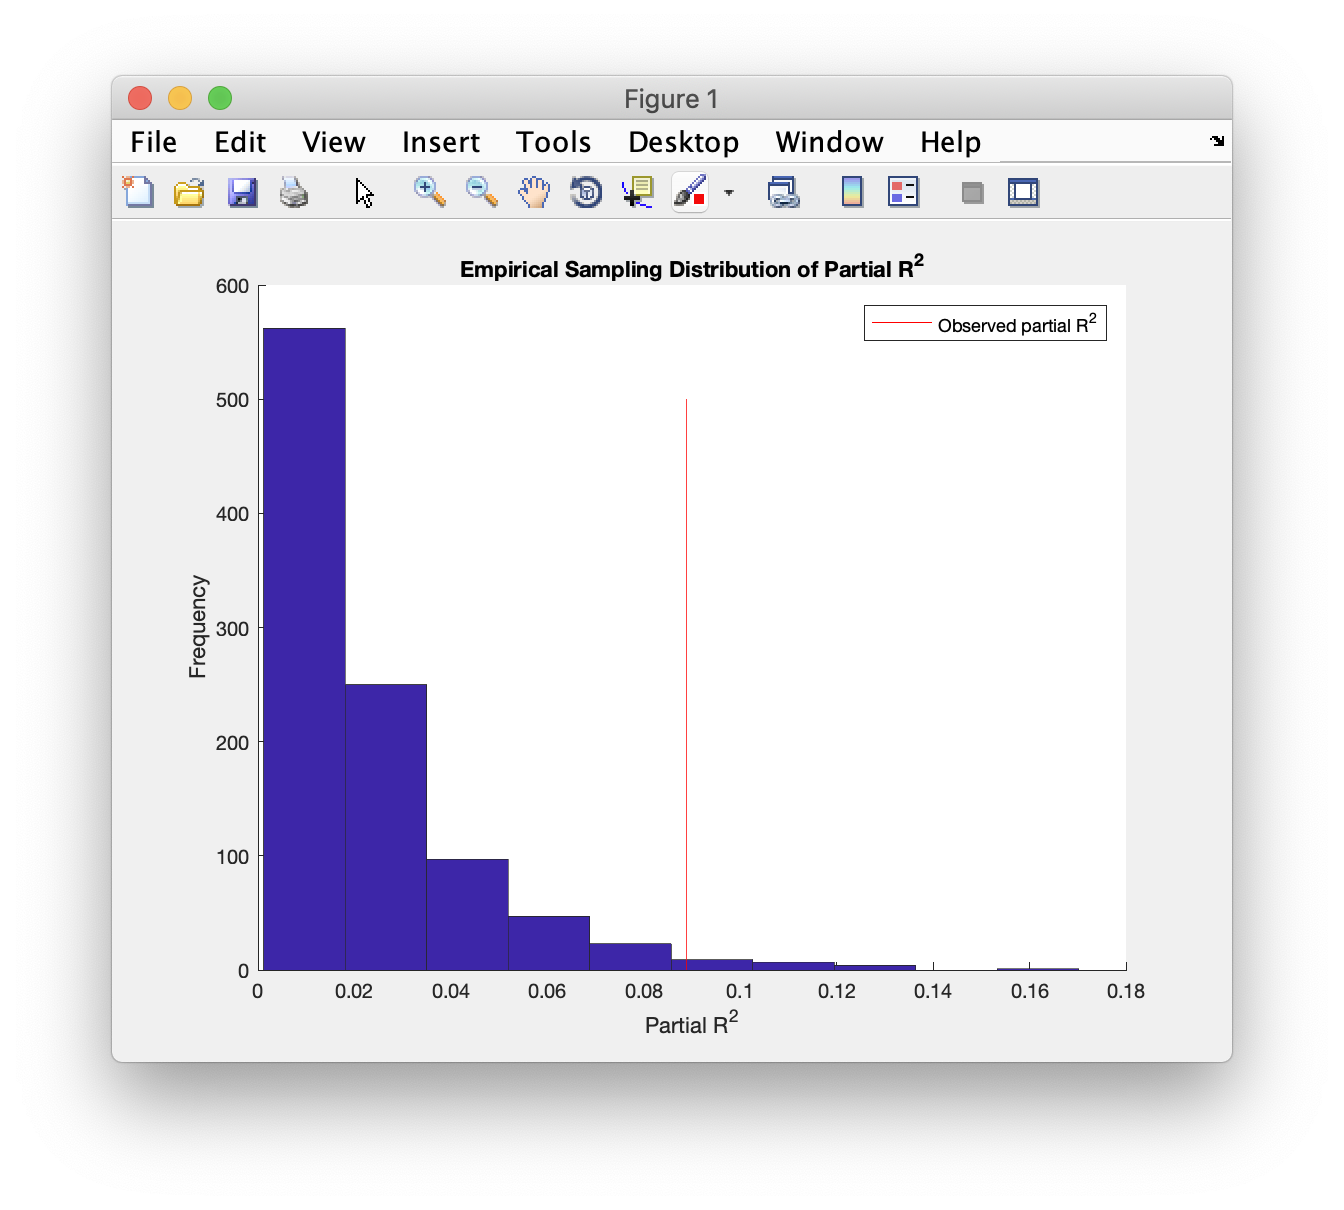 Figure 1
File Edit View Insert Tools Desktop Window Help
Empirical Sampling Distribution of Partial R²
Observed partial R²
600
500
400
300
200
100
0
Frequency
0 0.02 0.04 0.06 0.08 0.1 0.12 0.14 0.16 0.18
Partial R²